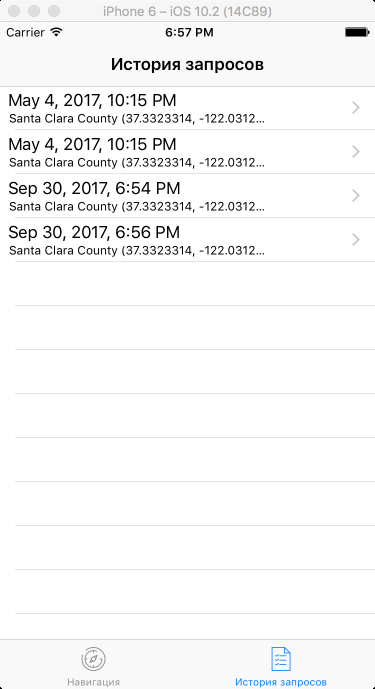 iPhone 6 – iOS 10.2 (14C89)
Carrier 6:57 PM
История запросов
May 4, 2017, 10:15 PM
Santa Clara County (37.3323314, -122.0312...
May 4, 2017, 10:15 PM
Santa Clara County (37.3323314, -122.0312...
Sep 30, 2017, 6:54 PM
Santa Clara County (37.3323314, -122.0312...
Sep 30, 2017, 6:56 PM
Santa Clara County (37.3323314, -122.0312...
Навигация История запросов